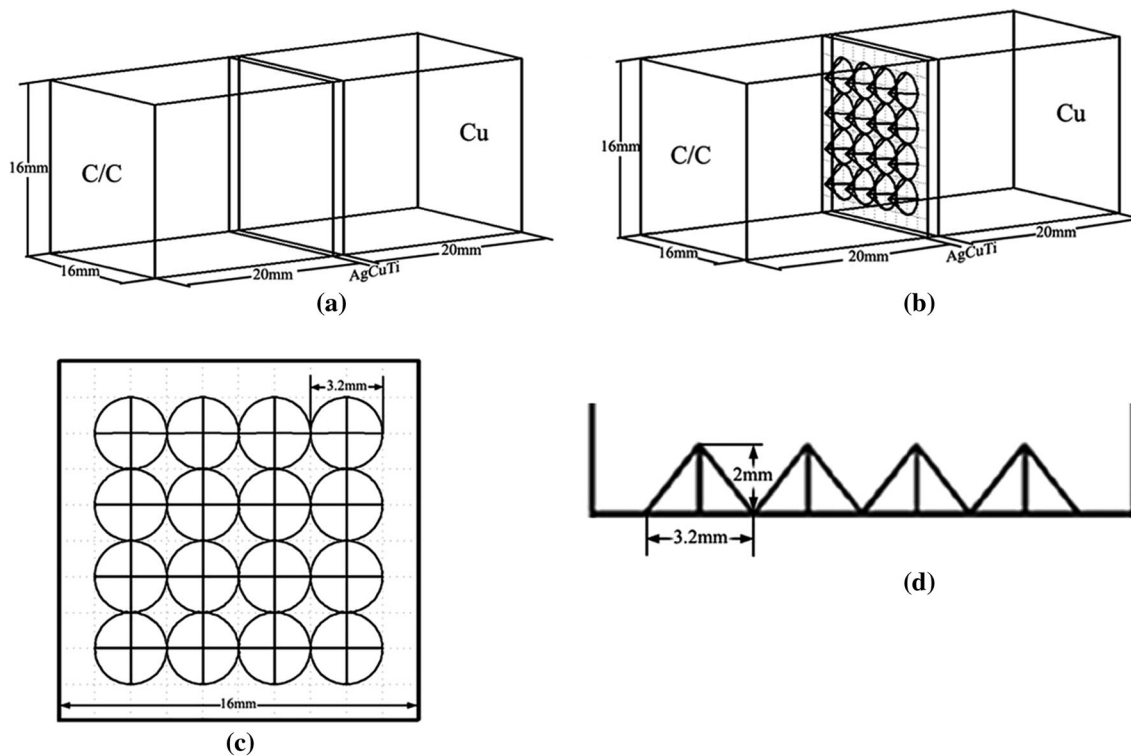 16mm
C/C
Cu
16mm
20mm
AgCuTi
20mm
(a)
16mm
C/C
Cu
16mm
20mm
AgCuTi
20mm
(b)
3.2mm
16mm
(c)
2mm
3.2mm
(d)